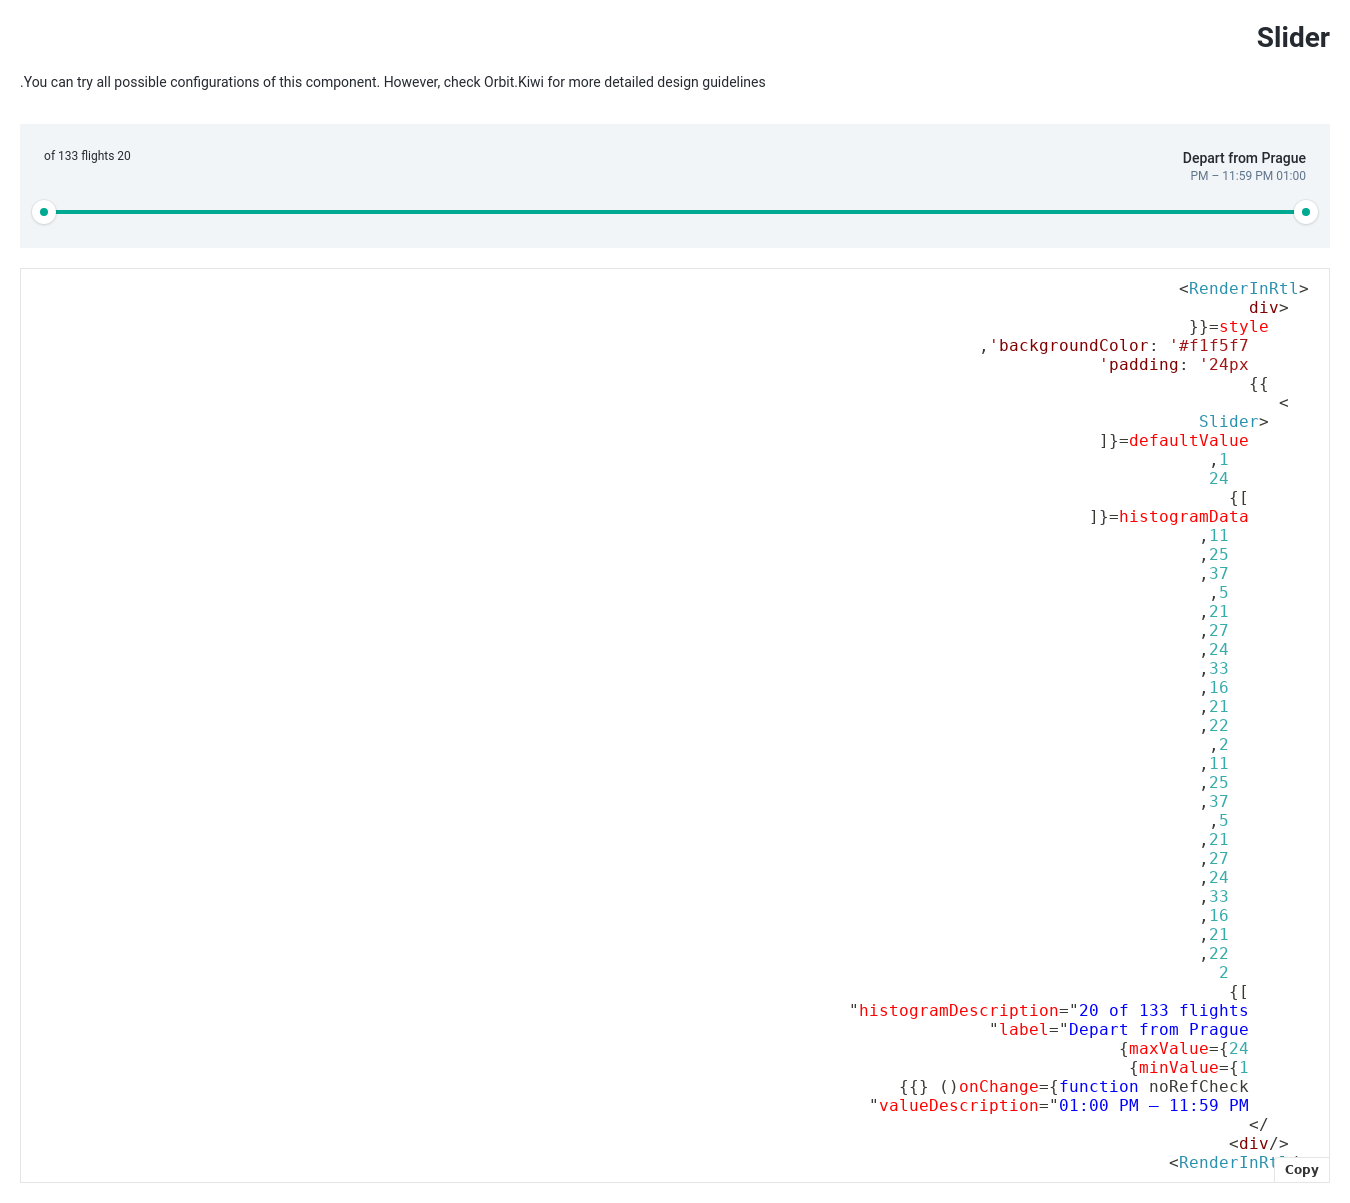 Slider
.You can try all possible configurations of this component. However, check Orbit.Kiwi for more detailed design guidelines
of 133 flights 20
Depart from Prague
PM – 11:59 PM 01:00
<RenderInRtl>
div>
}}=style
,'backgroundColor: '#f1f5f7
'padding: '24px
{{
<
Slider>
]}=defaultValue
,1
24
{[
]}=histogramData
,11
,25
,37
,5
,21
,27
,24
,33
,16
,21
,22
,2
,11
,25
,37
,5
,21
,27
,24
,33
,16
,21
,22
2
{[
"histogramDescription="20 of 133 flights
"label="Depart from Prague
{maxValue={24
{minValue={1
{{} ()onChange={function noRefCheck
"valueDescription="01:00 PM – 11:59 PM
</
<div/>
<RenderInRt
Copy